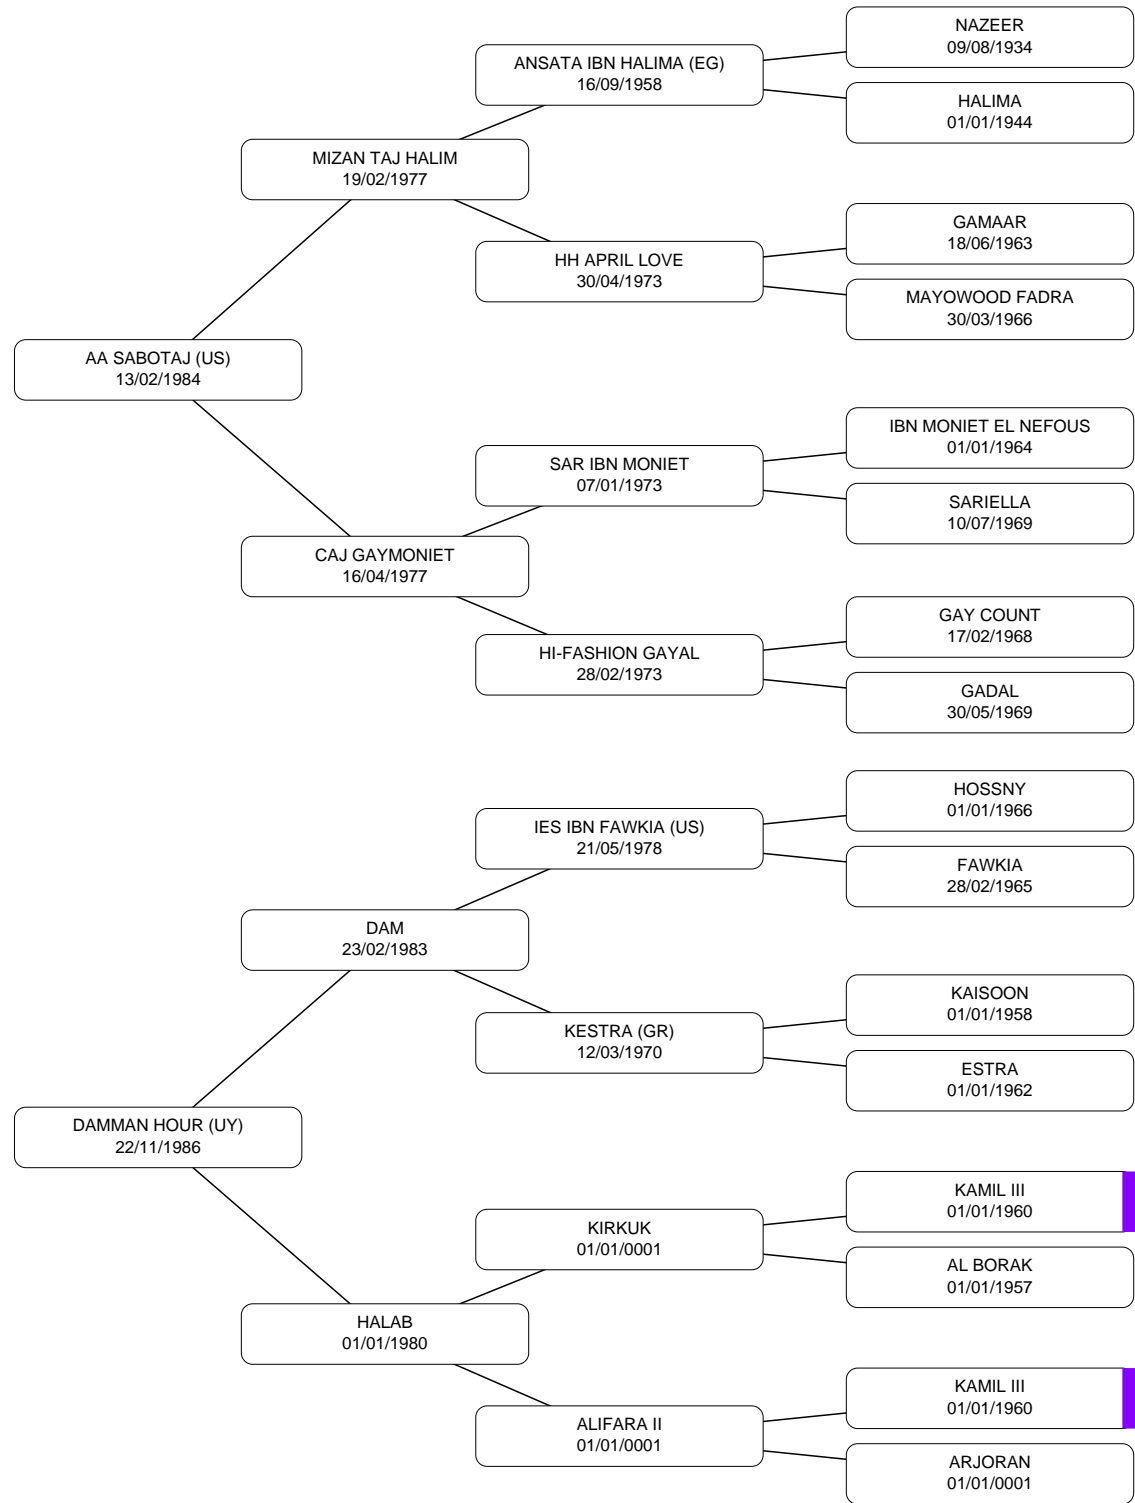 NAZEER
09/08/1934
ANSATA IBN HALIMA (EG)
16/09/1958
HALIMA
01/01/1944
MIZAN TAJ HALIM
19/02/1977
GAMAAR
18/06/1963
HH APRIL LOVE
30/04/1973
MAYOWOOD FADRA
30/03/1966
AA SABOTAJ (US)
13/02/1984
IBN MONIET EL NEFOUS
01/01/1964
SAR IBN MONIET
07/01/1973
SARIELLA
10/07/1969
CAJ GAYMONIET
16/04/1977
GAY COUNT
17/02/1968
HI-FASHION GAYAL
28/02/1973
GADAL
30/05/1969
HOSSNY
01/01/1966
IES IBN FAWKIA (US)
21/05/1978
FAWKIA
28/02/1965
DAM
23/02/1983
KAISOON
01/01/1958
KESTRA (GR)
12/03/1970
ESTRA
01/01/1962
DAMMAN HOUR (UY)
22/11/1986
KAMIL III
01/01/1960
KIRKUK
01/01/0001
AL BORAK
01/01/1957
HALAB
01/01/1980
KAMIL III
01/01/1960
ALIFARA II
01/01/0001
ARJORAN
01/01/0001